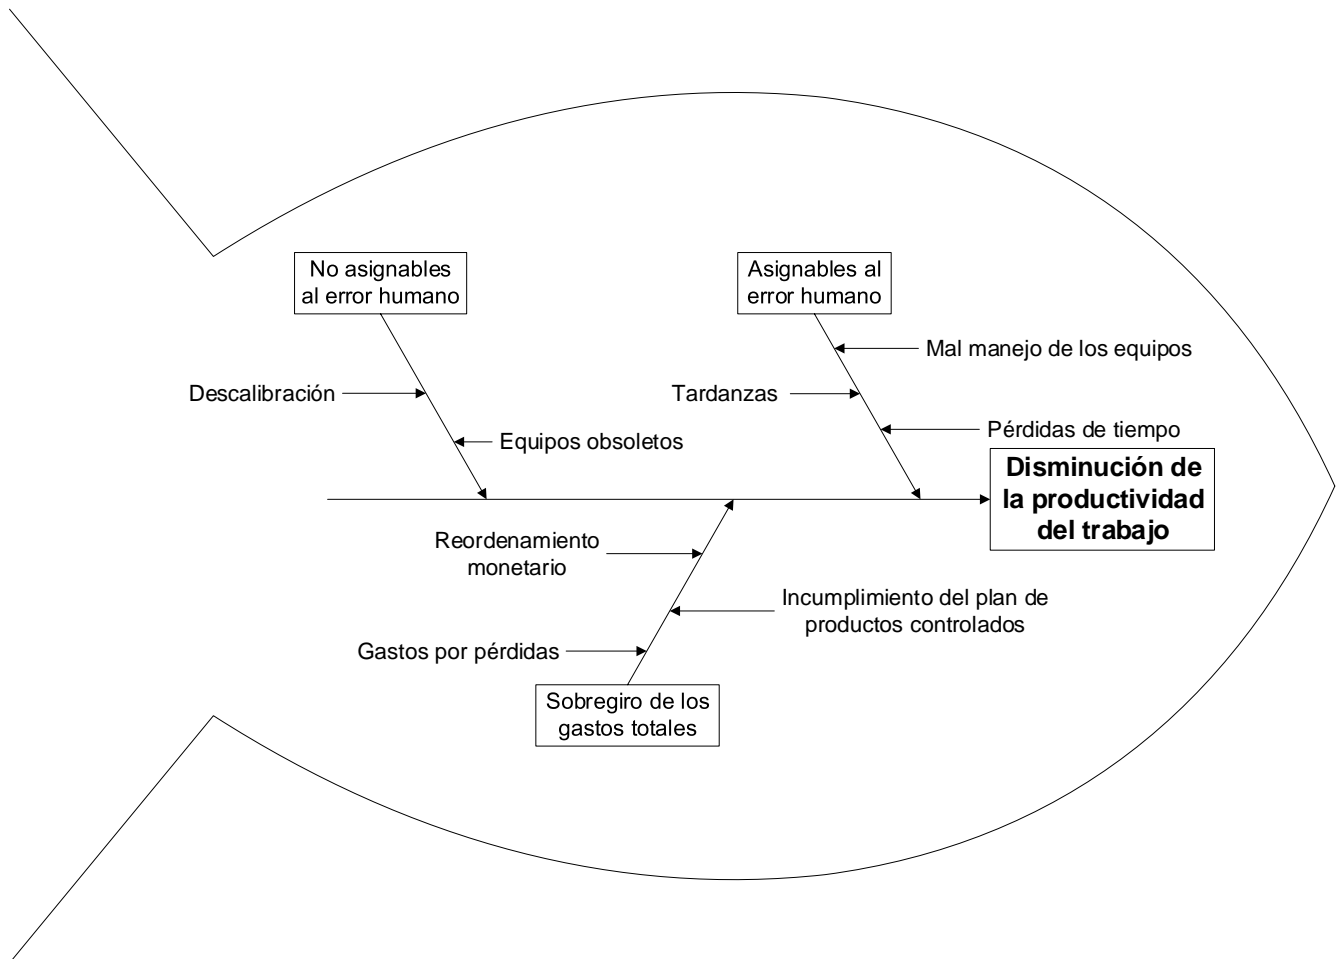 No asignables
al error humano
Asignables al
error humano
Mal manejo de los equipos
Descalibración
Tardanzas
Equipos obsoletos
Pérdidas de tiempo
Disminución de
la productividad
del trabajo
Reordenamiento
monetario
Incumplimiento del plan de
productos controlados
Gastos por pérdidas
Sobregiro de los
gastos totales